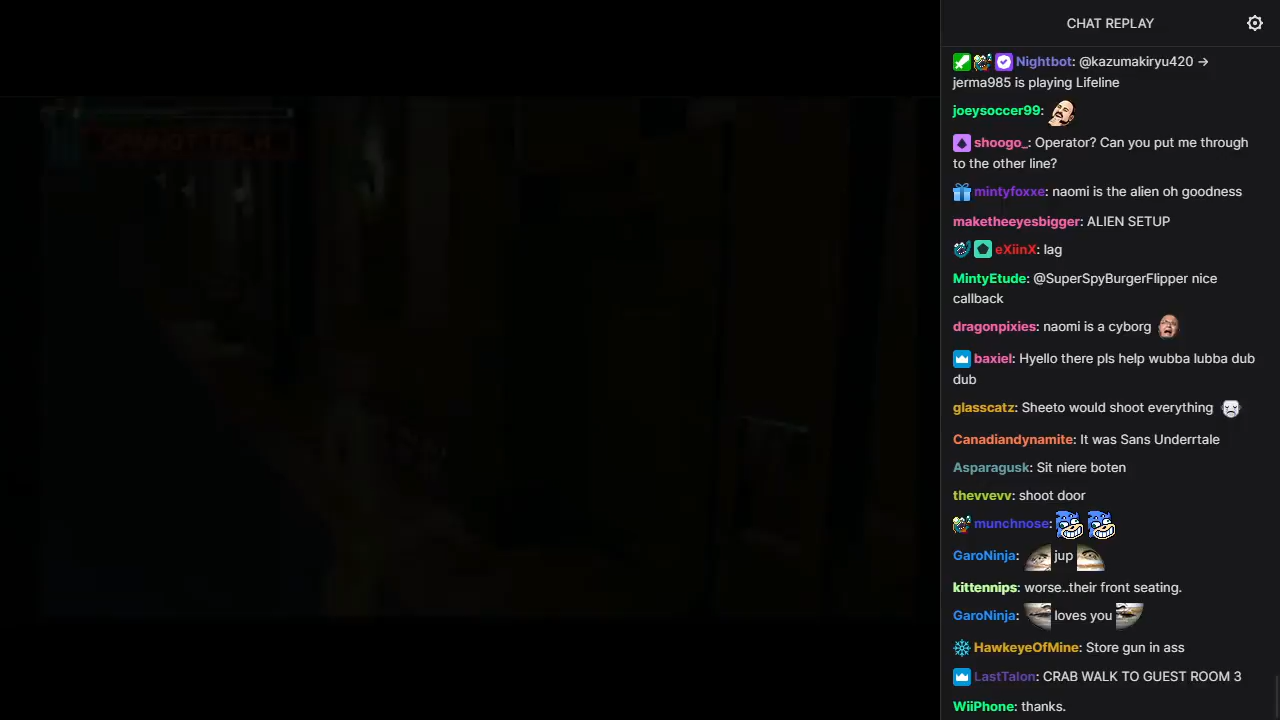 CHAT REPLAY
CANNOT TALK
Nightbot: @kazumakiryu420 →
jerma985 is playing Lifeline
joeysoccer99:
shoogo_: Operator? Can you put me through
to the other line?
mintyfoxxe: naomi is the alien oh goodness
maketheeyesbigger: ALIEN SETUP
eXiinX: lag
MintyEtude: @SuperSpyBurgerFlipper nice
callback
dragonpixies: naomi is a cyborg
baxiel: Hyello there pls help wubba lubba dub
dub
glasscatz: Sheeto would shoot everything
Canadiandynamite: It was Sans Underrtale
Asparagusk: Sit niere boten
thevvevv: shoot door
munchnose:
GaroNinja: jup
kittennips: worse..their front seating.
GaroNinja: loves you
HawkeyeOfMine: Store gun in ass
LastTalon: CRAB WALK TO GUEST ROOM 3
WiiPhone: thanks.